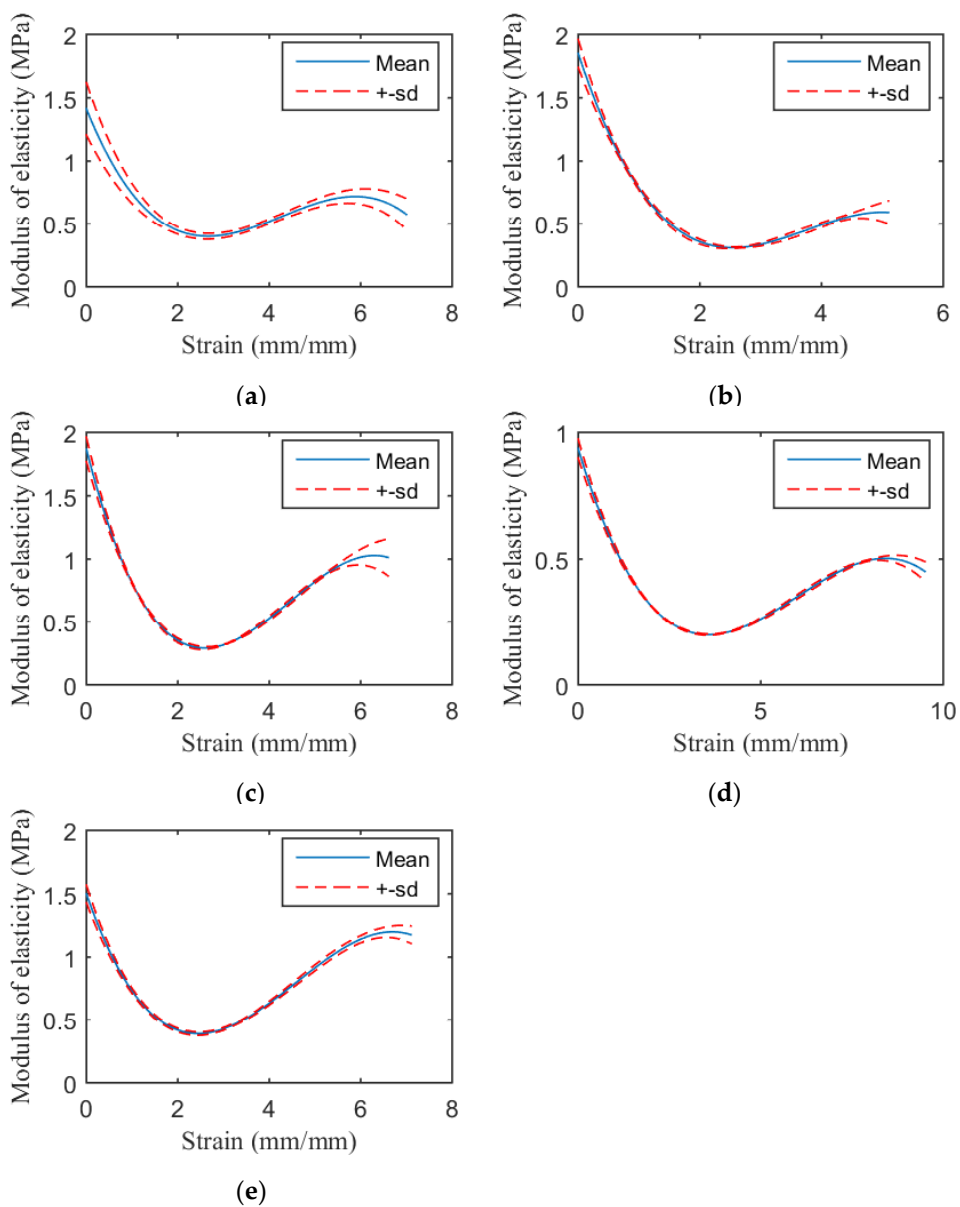 2
1.5
1
0.5
0
Modulus of elasticity (MPa)
Mean
+-sd
0 2 4 6 8
Strain (mm/mm)
(a)
2
1.5
1
0.5
0
Modulus of elasticity (MPa)
Mean
+-sd
0 2 4 6
Strain (mm/mm)
(b)
2
1.5
1
0.5
0
Modulus of elasticity (MPa)
Mean
+-sd
0 2 4 6 8
Strain (mm/mm)
(c)
1
0.5
0
Modulus of elasticity (MPa)
Mean
+-sd
0 5 10
Strain (mm/mm)
(d)
2
1.5
1
0.5
0
Modulus of elasticity (MPa)
Mean
+-sd
0 2 4 6 8
Strain (mm/mm)
(e)